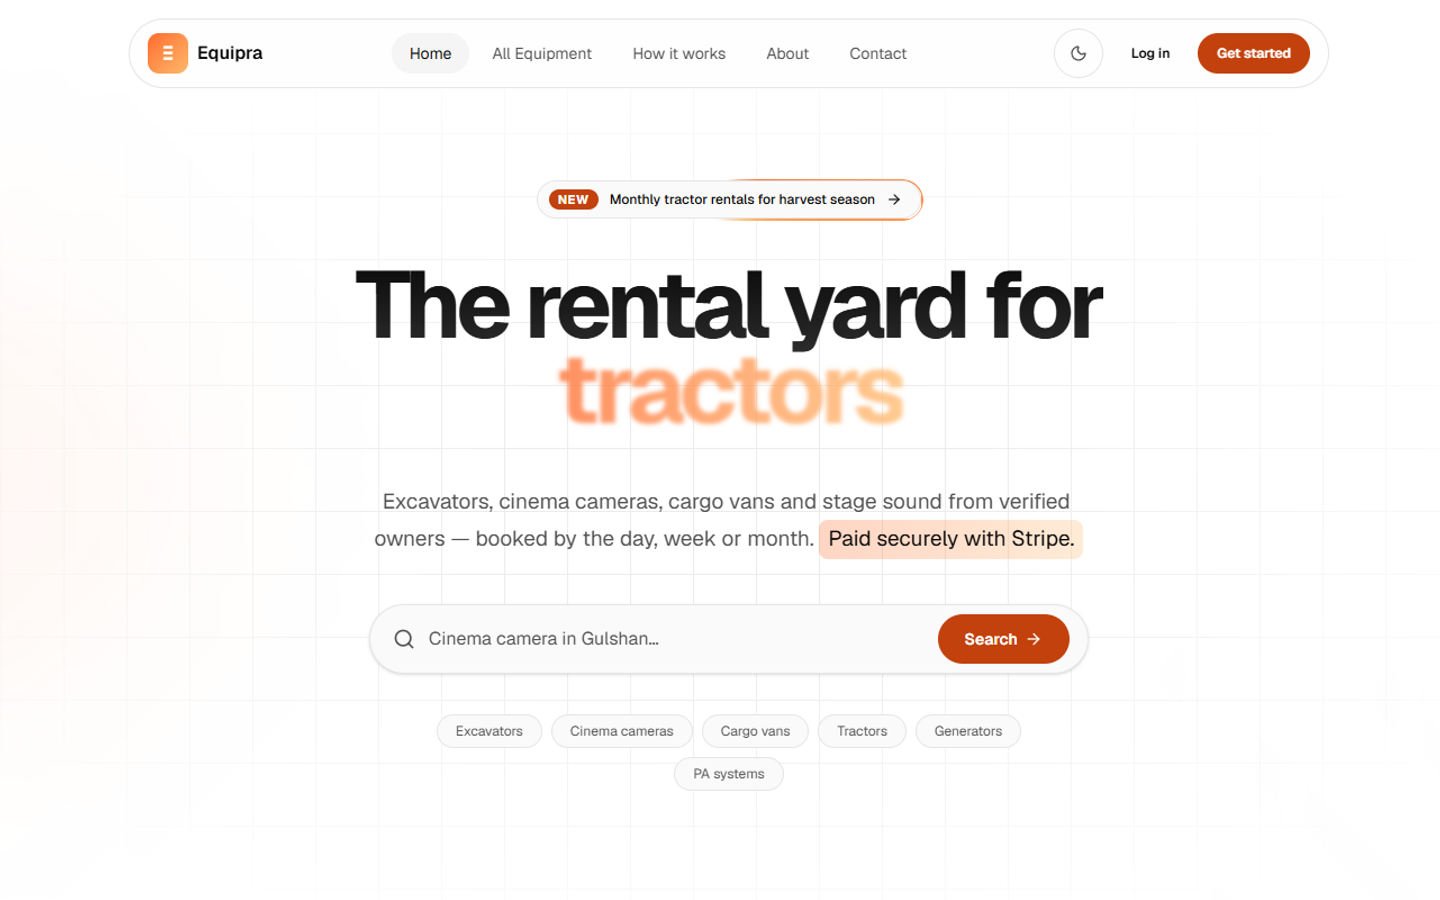 Equipra
Home
All Equipment
How it works
About
Contact
Log in
Get started
NEW Monthly tractor rentals for harvest season →
The rental yard for
tractors
Excavators, cinema cameras, cargo vans and stage sound from verified
owners — booked by the day, week or month. Paid securely with Stripe.
Cinema camera in Gulshan...
Search →
Excavators
Cinema cameras
Cargo vans
Tractors
Generators
PA systems